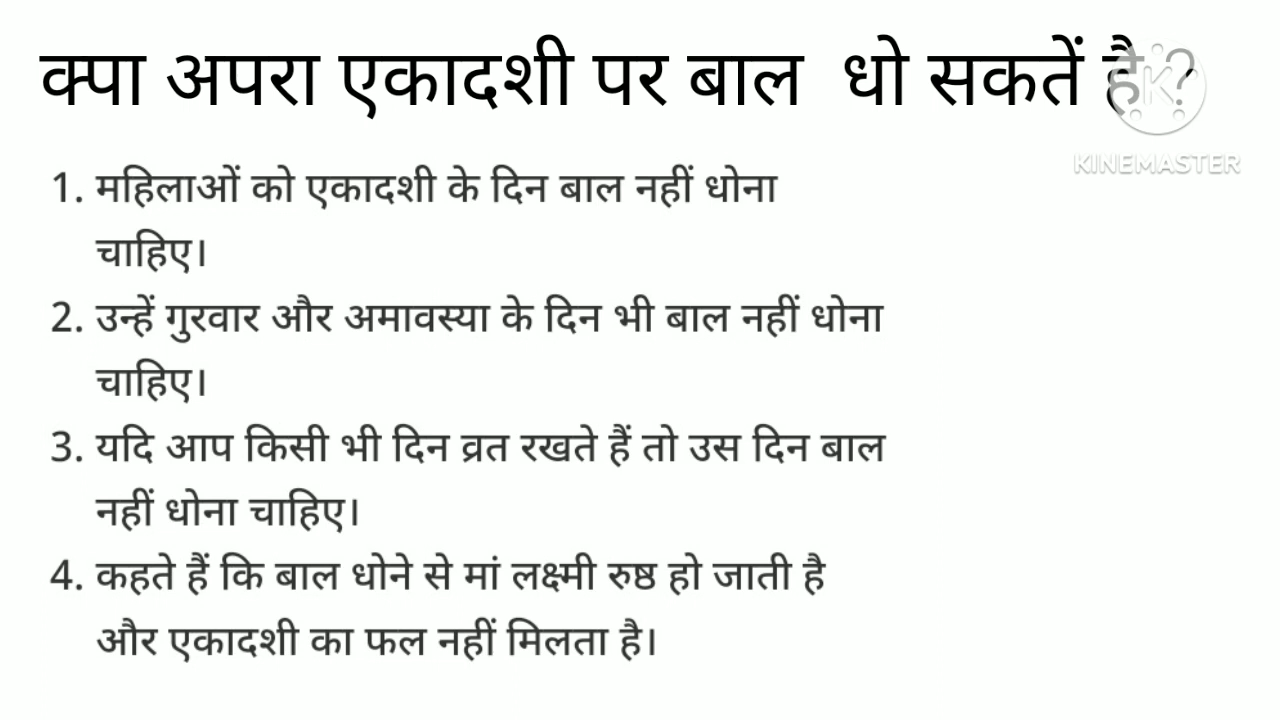 क्पा अपरा एकादशी पर बाल धो सकतें है ?
KINEMASTER
1. महिलाओं को एकादशी के दिन बाल नहीं धोना
चाहिए।
2. उन्हें गुरवार और अमावस्या के दिन भी बाल नहीं धोना
चाहिए।
3. यदि आप किसी भी दिन व्रत रखते हैं तो उस दिन बाल
नहीं धोना चाहिए।
4. कहते हैं कि बाल धोने से मां लक्ष्मी रुष्ठ हो जाती है
और एकादशी का फल नहीं मिलता है।